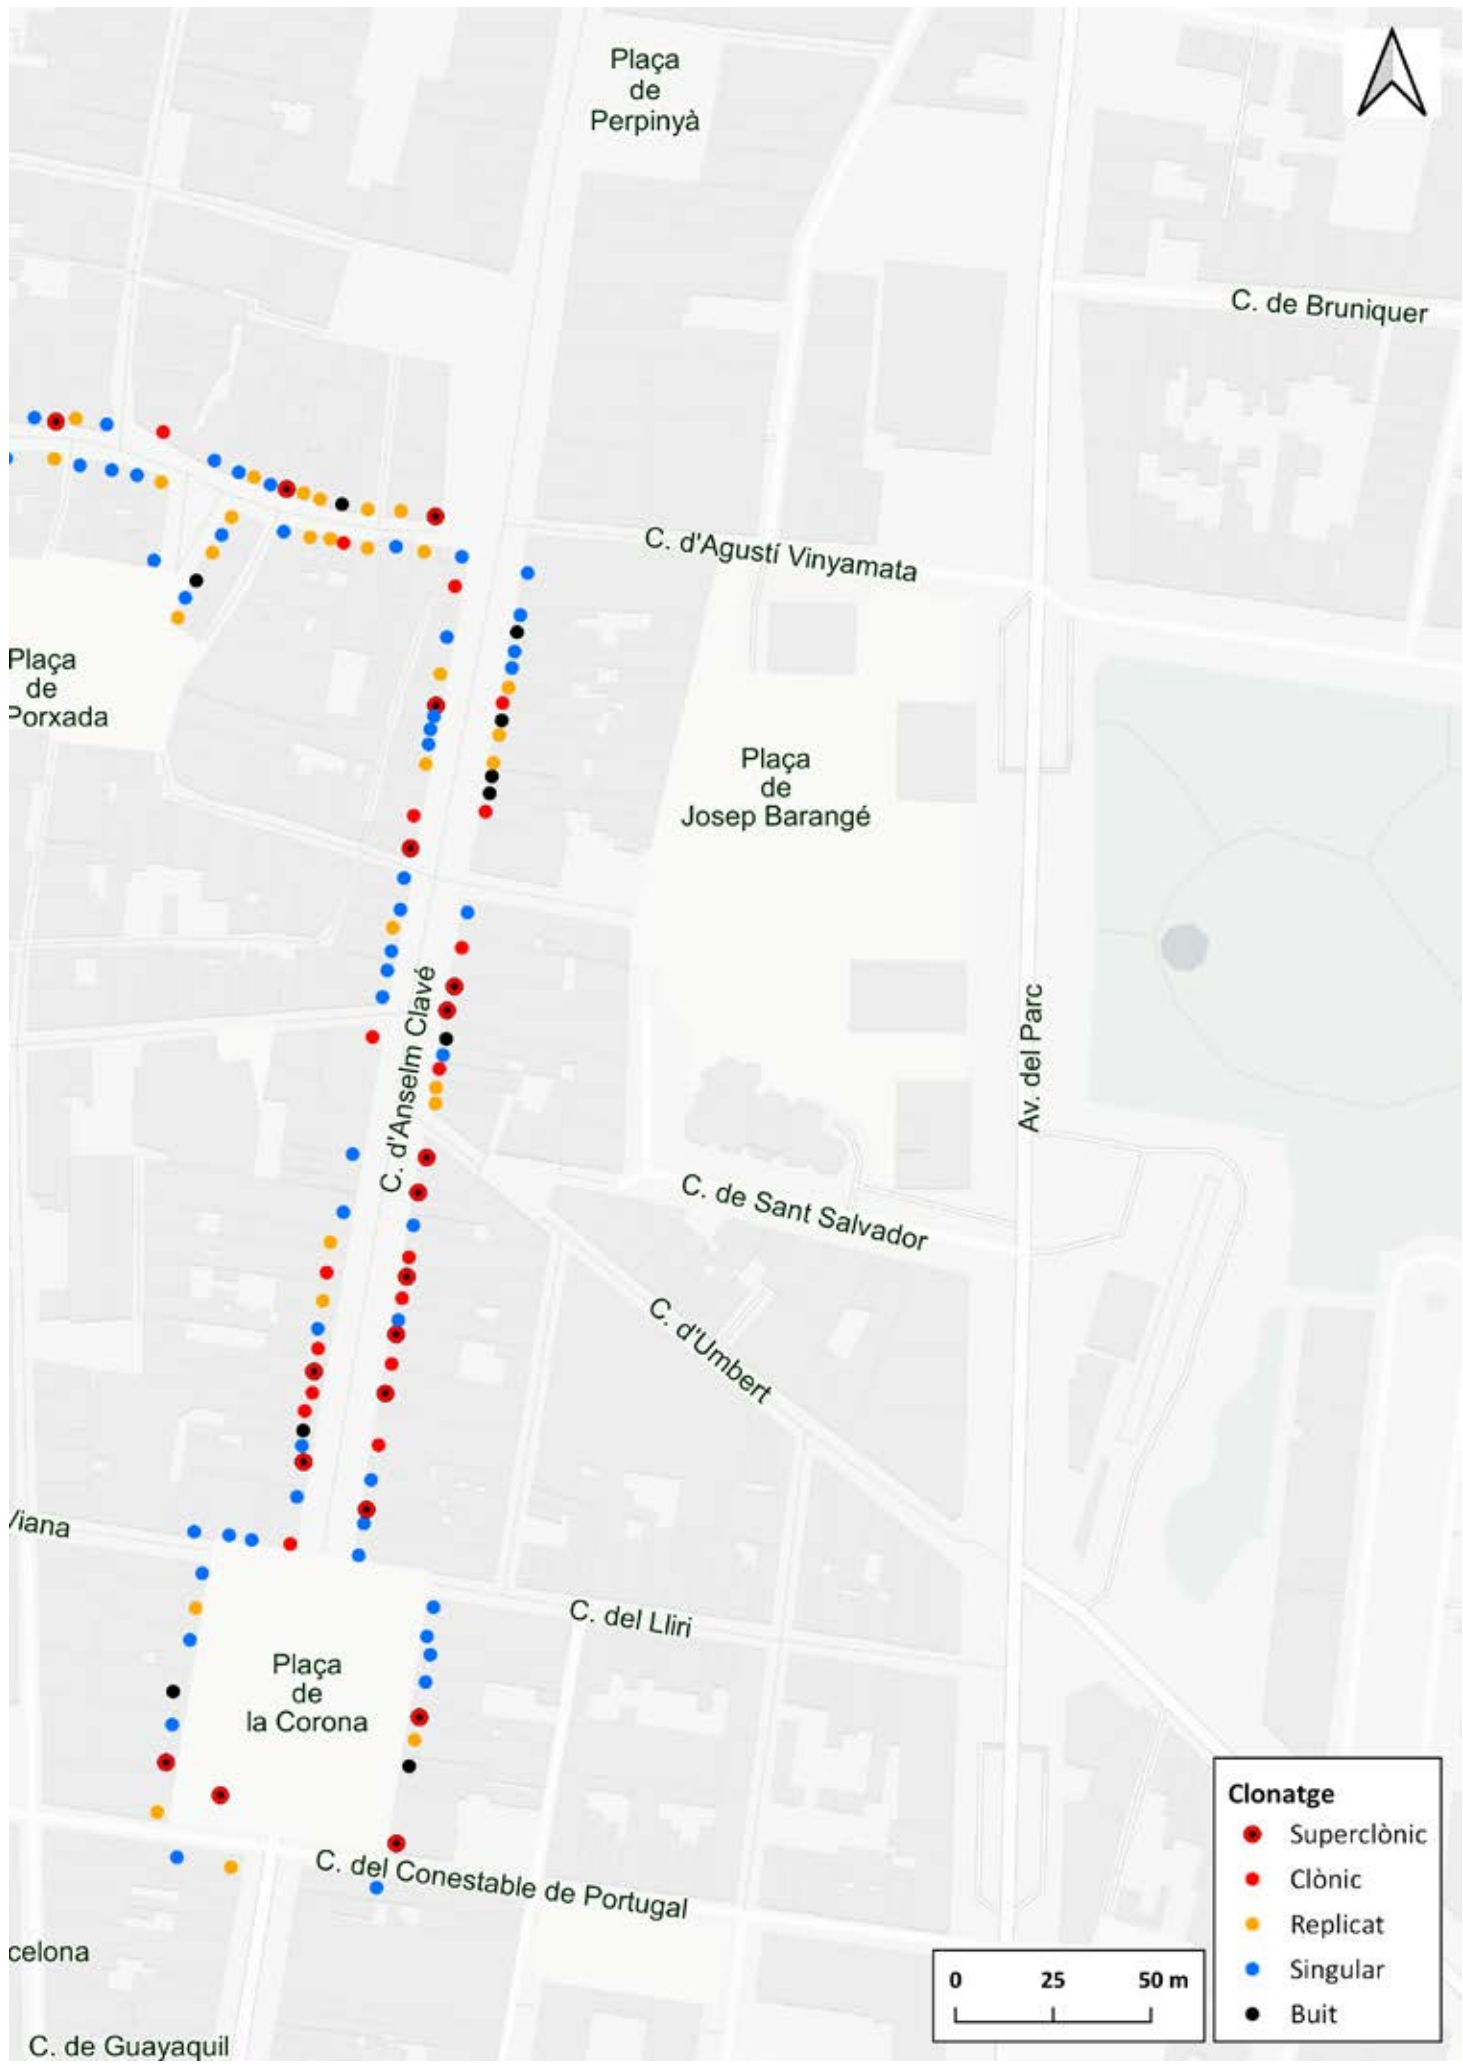 Plaça
de
Perpinyà
C. de Bruniquer
C. d'Agustí Vinyamata
Plaça
de
Porxada
Plaça
de
Josep Barangé
C. d'Anselm Clavé
Av. del Parc
C. de Sant Salvador
C. d'Umbert
Viana
C. del Lliri
Plaça
de
la Corona
C. del Conestable de Portugal
celona
C. de Guayaquil
Clonatge
Superclònic
Clònic
Replicat
Singular
Buit
0 25 50 m